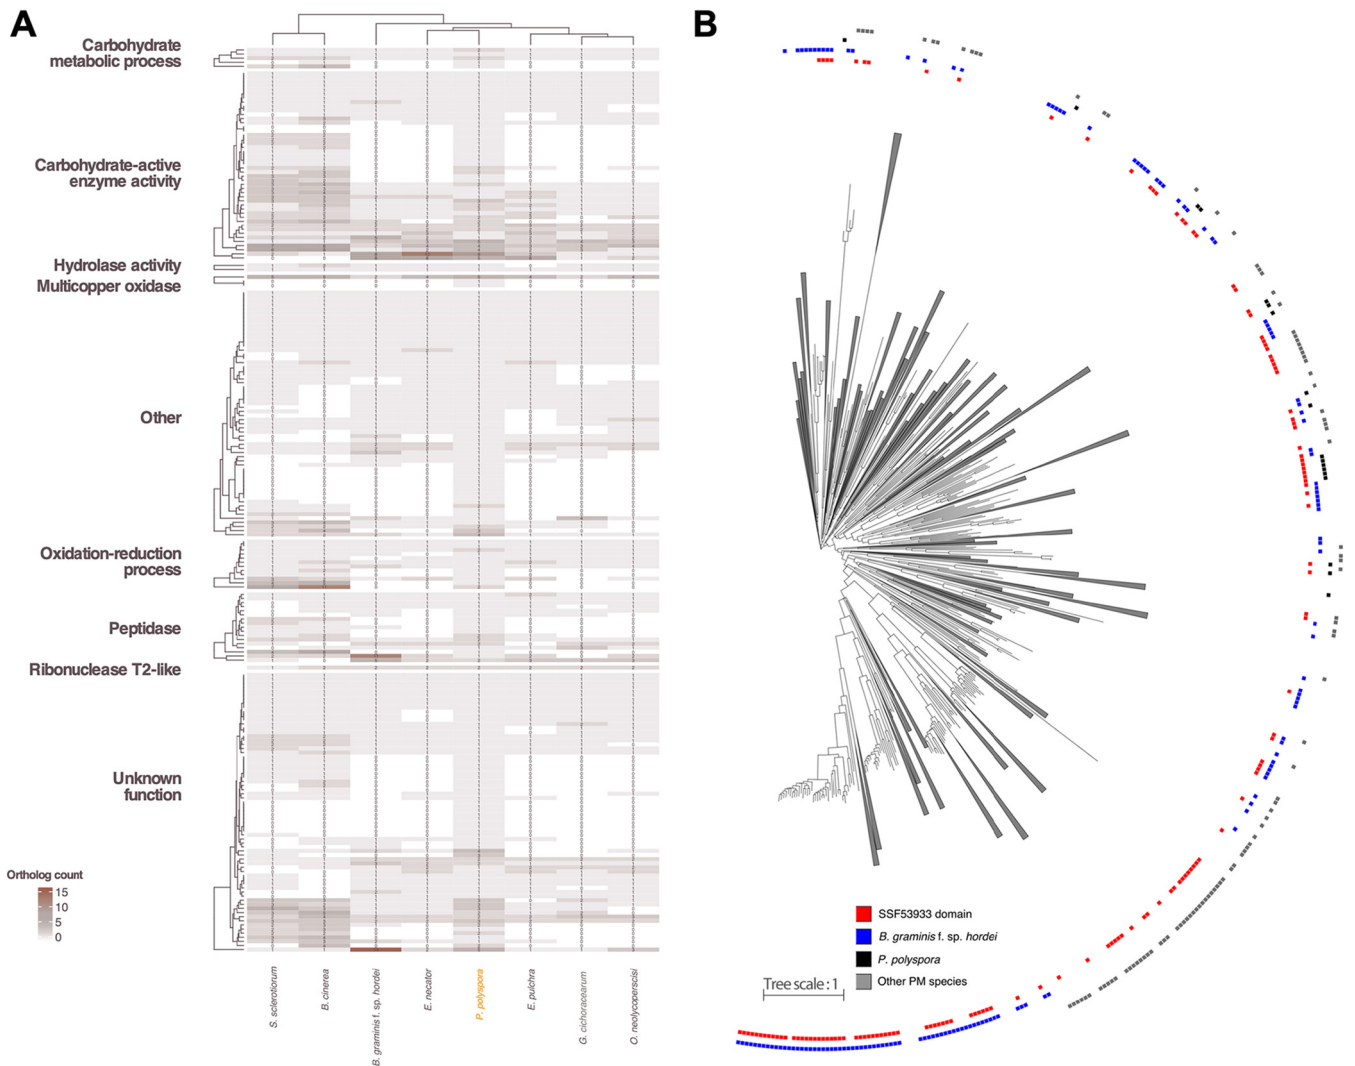 A
B
Carbohydrate
metabolic process
Carbohydrate-active
enzyme activity
Hydrolase activity
Multicopper oxidase
Other
Oxidation-reduction
process
Peptidase
Ribonuclease T2-like
Unknown
function
Ortholog count
15
10
5
0
S. sclerotiorum
B. cinerea
B. graminis f. sp. hordei
E. necator
P. polyspora
E. pulchra
G. cichoracearum
O. neolycoperscisi
SSF53933 domain
B. graminis f. sp. hordei
P. polyspora
Other PM species
Tree scale: 1